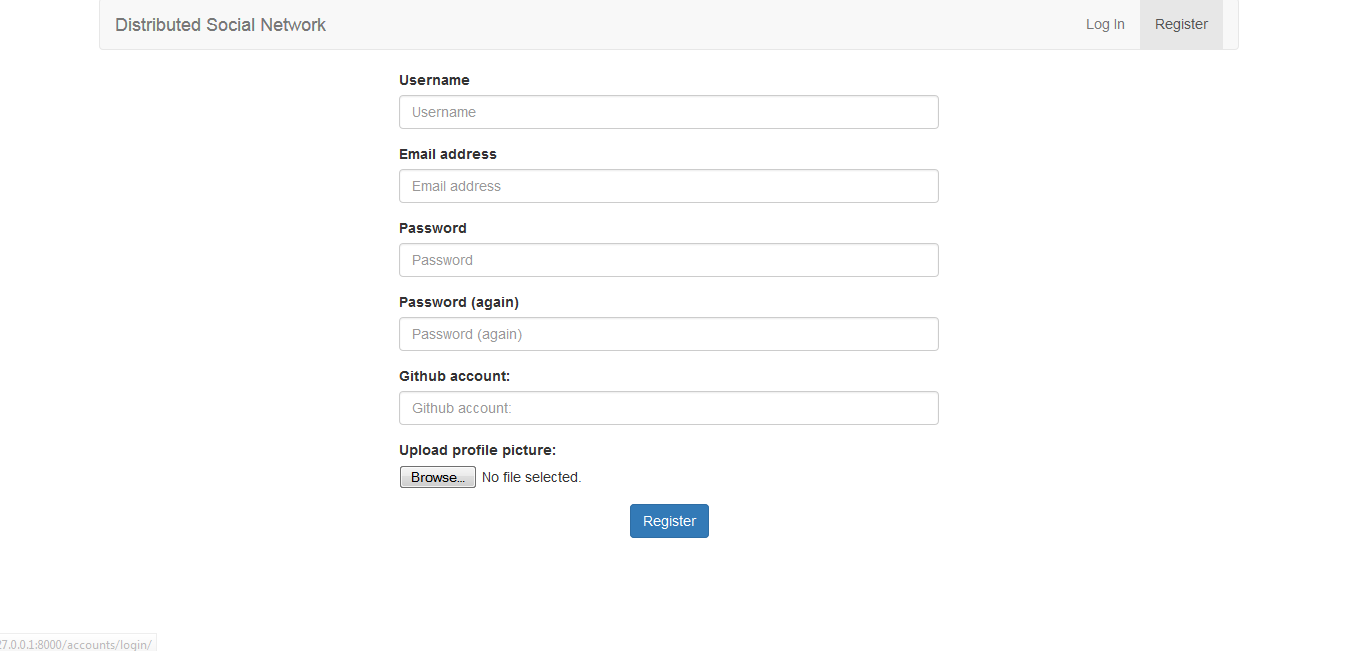 Distributed Social Network Log In Register
Username
Username
Email address
Email address
Password
Password
Password (again)
Password (again)
Github account:
Github account:
Upload profile picture:
Browse... No file selected.
Register
27.0.0.1:8000/accounts/login/